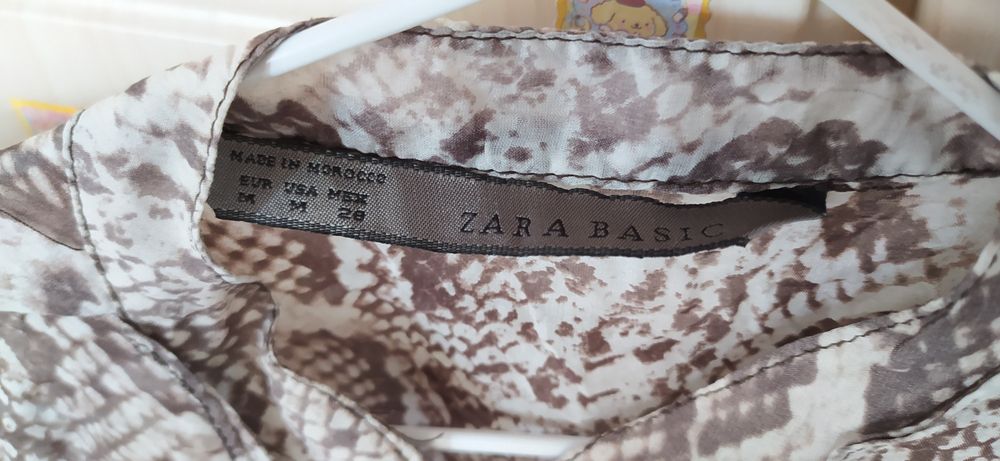 MADE IN MOROCCO
EUR USA MEX
M M 28
ZARA BASIC